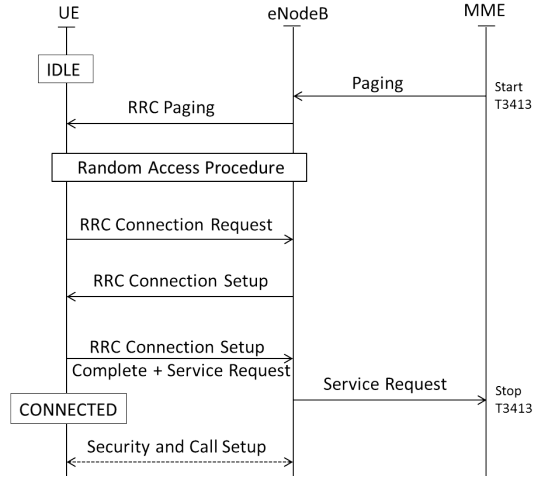 UE
eNodeB
MME
IDLE
Paging
Start
T3413
RRC Paging
Random Access Procedure
RRC Connection Request
RRC Connection Setup
RRC Connection Setup
Complete + Service Request
Service Request
Stop
T3413
CONNECTED
Security and Call Setup